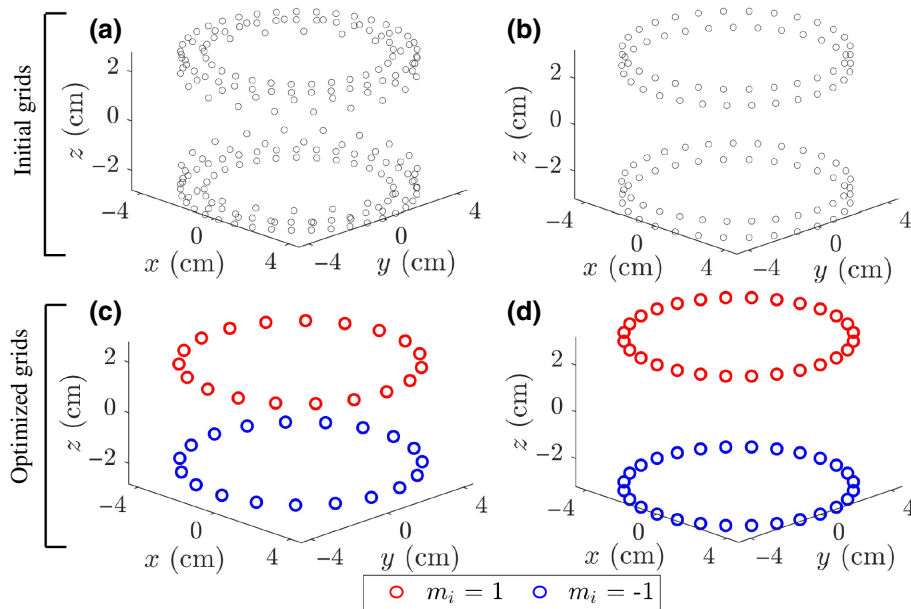 Initial grids
(a)
z (cm)
2
0
−2
−4
0
4
x (cm)
−4
0
4
y (cm)
(b)
z (cm)
2
0
−2
−4
0
4
x (cm)
−4
0
4
y (cm)
Optimized grids
(c)
z (cm)
2
0
−2
−4
0
4
x (cm)
−4
0
4
y (cm)
(d)
z (cm)
2
0
−2
−4
0
4
x (cm)
−4
0
4
y (cm)
mᵢ = 1 mᵢ = -1